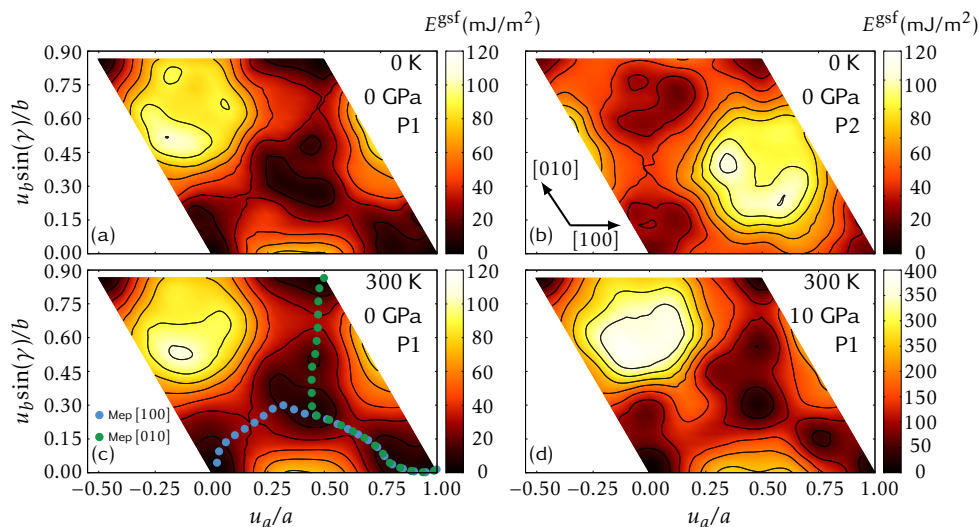 E^gsf(mJ/m²) E^gsf(mJ/m²)
u_b sin(γ)/b
0.90
0.75
0.60
0.45
0.30
0.15
0.00
(a)
0 K
0 GPa
P1
120
100
80
60
40
20
0
[010]
[100]
(b)
0 K
0 GPa
P2
120
100
80
60
40
20
0
u_b sin(γ)/b
0.90
0.75
0.60
0.45
0.30
0.15
0.00
Mep [100]
Mep [010]
(c)
300 K
0 GPa
P1
120
100
80
60
40
20
0
−0.50 −0.25 0.00 0.25 0.50 0.75 1.00
u_a/a
(d)
300 K
10 GPa
P1
400
350
300
250
200
150
100
50
0
−0.50 −0.25 0.00 0.25 0.50 0.75 1.00
u_a/a